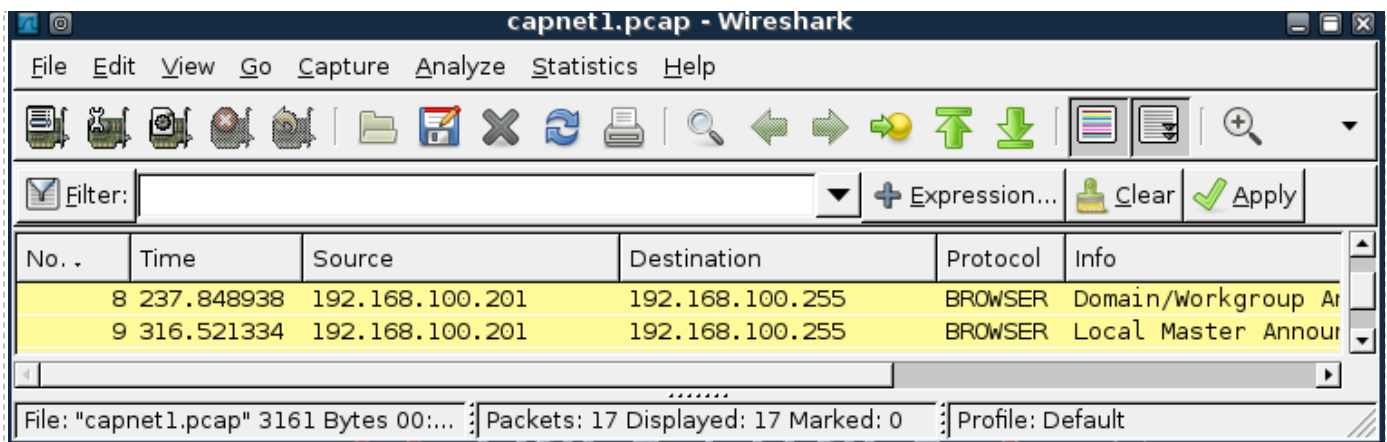 capnet1.pcap - Wireshark
File Edit View Go Capture Analyze Statistics Help
Filter: Expression... Clear Apply
No. . Time Source Destination Protocol Info
8 237.848938 192.168.100.201 192.168.100.255 BROWSER Domain/Workgroup
9 316.521334 192.168.100.201 192.168.100.255 BROWSER Local Master
File: "capnet1.pcap" 3161 Bytes 00:... Packets: 17 Displayed: 17 Marked: 0 Profile: Default